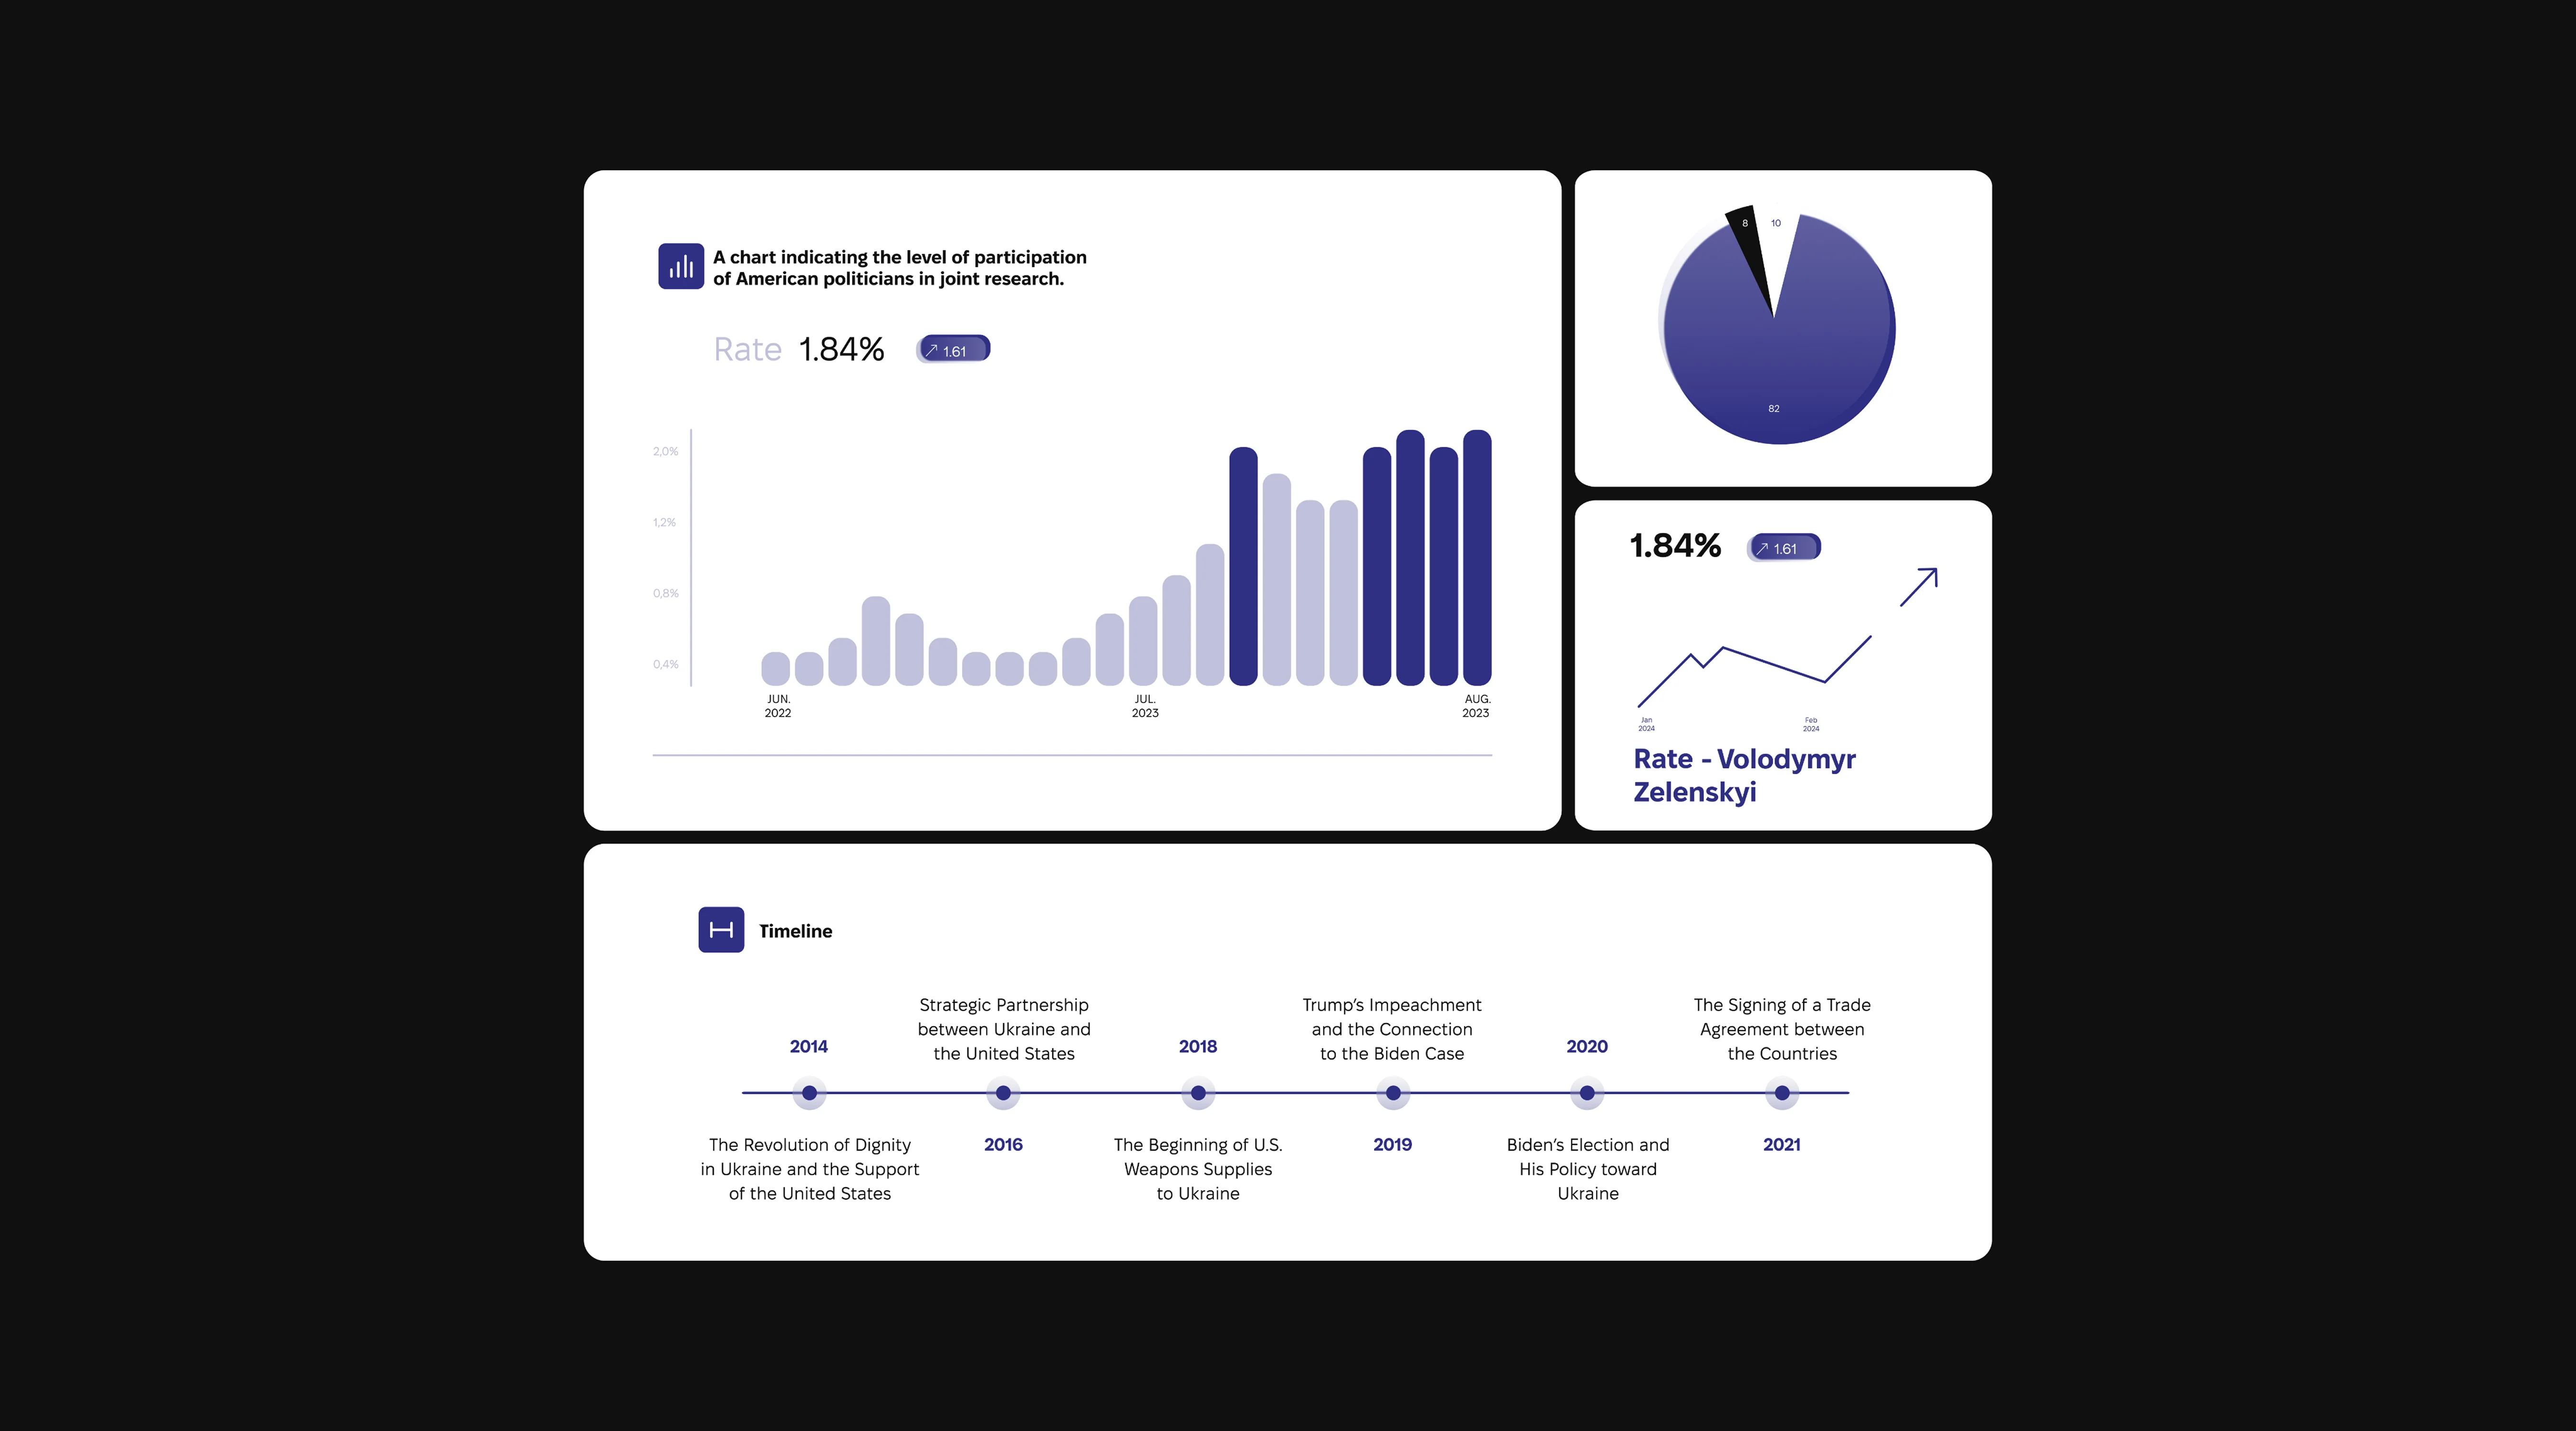 A chart indicating the level of participation
of American politicians in joint research.
Rate 1.84% 1.61
2,0%
1,2%
0,8%
0,4%
JUN.
2022
JUL.
2023
AUG.
2023
8
10
82
1.84% 1.61
Jan
2024
Feb
2024
Rate - Volodymyr
Zelenskyi
Timeline
2014
The Revolution of Dignity
in Ukraine and the Support
of the United States
Strategic Partnership
between Ukraine and
the United States
2016
2018
The Beginning of U.S.
Weapons Supplies
to Ukraine
Trump's Impeachment
and the Connection
to the Biden Case
2019
2020
Biden's Election and
His Policy toward
Ukraine
The Signing of a Trade
Agreement between
the Countries
2021